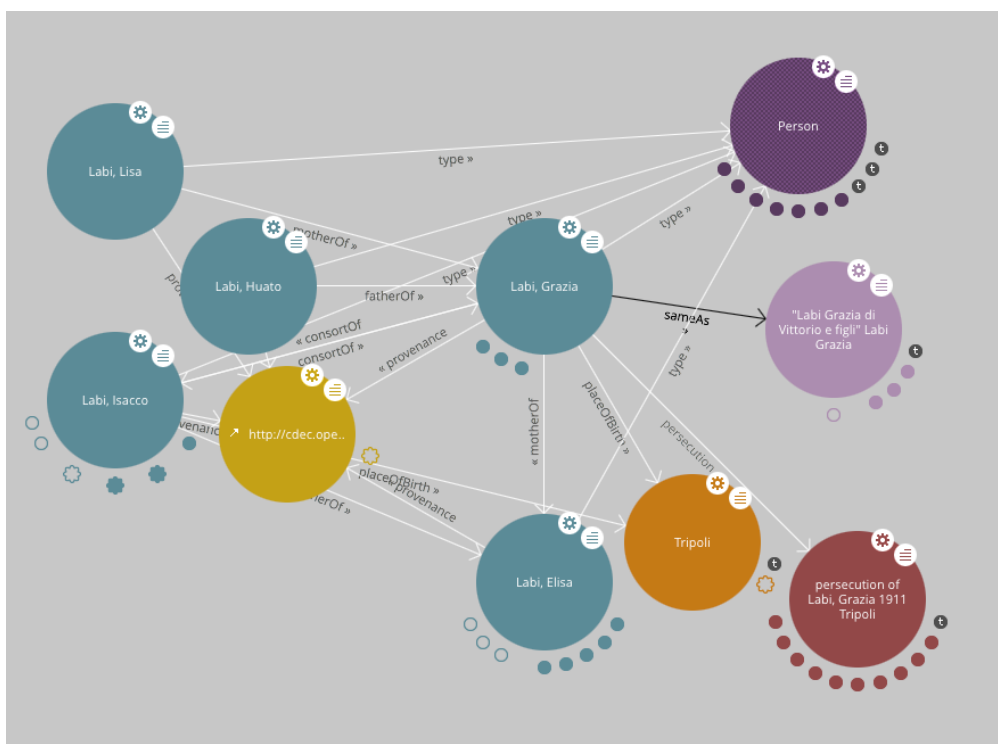 Person
Labi, Lisa
type »
type »
motherOf »
type »
Labi, Huato
Labi, Grazia
fatherOf »
"Labi Grazia di
Vittorio e figli" Labi
Grazia
sameAs
»
« consortOf
consortOf »
« provenance
type »
Labi, Isacco
placeOfBirth »
« motherOf
http://cdec.ope..
persecution
placeOfBirth »
« provenance
Tripoli
Labi, Elisa
persecution of
Labi, Grazia 1911
Tripoli
t
t
t
t
t
t